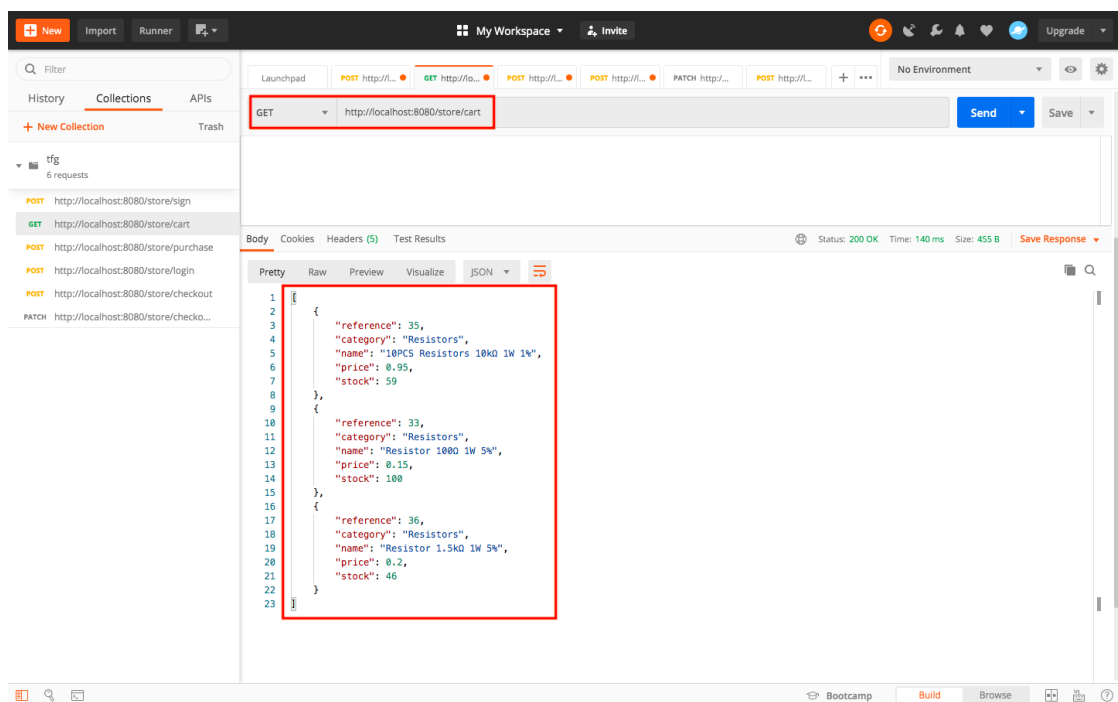 New Import Runner My Workspace Invite Upgrade
Filter
History Collections APIs
+ New Collection Trash
tfg
6 requests
POST http://localhost:8080/store/sign
GET http://localhost:8080/store/cart
POST http://localhost:8080/store/purchase
POST http://localhost:8080/store/login
POST http://localhost:8080/store/checkout
PATCH http://localhost:8080/store/checko...
Launchpad POST http://l... GET http://lo... POST http://l... POST http://l... PATCH http:/... POST http://l... + ••• No Environment
GET http://localhost:8080/store/cart Send Save
Body Cookies Headers (5) Test Results Status: 200 OK Time: 140 ms Size: 455 B Save Response
Pretty Raw Preview Visualize JSON
1 [
2 {
3 "reference": 35,
4 "category": "Resistors",
5 "name": "10PCS Resistors 10kΩ 1W 1%",
6 "price": 0.95,
7 "stock": 59
8 },
9 {
10 "reference": 33,
11 "category": "Resistors",
12 "name": "Resistor 100Ω 1W 5%",
13 "price": 0.15,
14 "stock": 100
15 },
16 {
17 "reference": 36,
18 "category": "Resistors",
19 "name": "Resistor 1.5kΩ 1W 5%",
20 "price": 0.2,
21 "stock": 46
22 }
23 ]
Bootcamp Build Browse